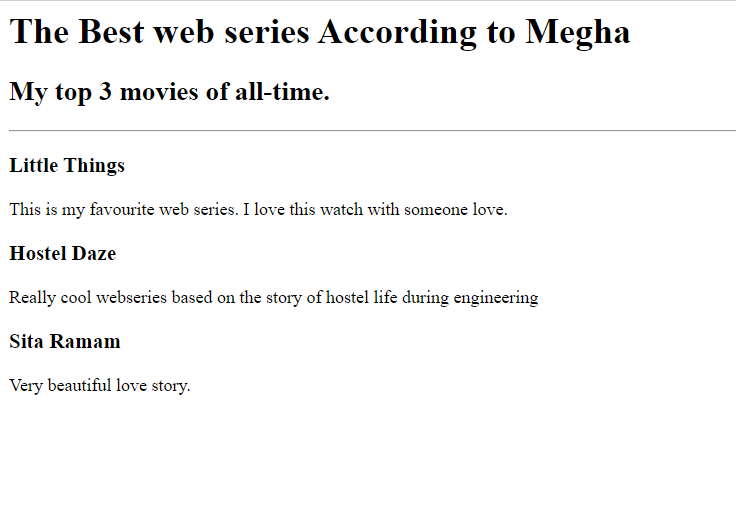 The Best web series According to Megha
My top 3 movies of all-time.
Little Things
This is my favourite web series. I love this watch with someone love.
Hostel Daze
Really cool webseries based on the story of hostel life during engineering
Sita Ramam
Very beautiful love story.